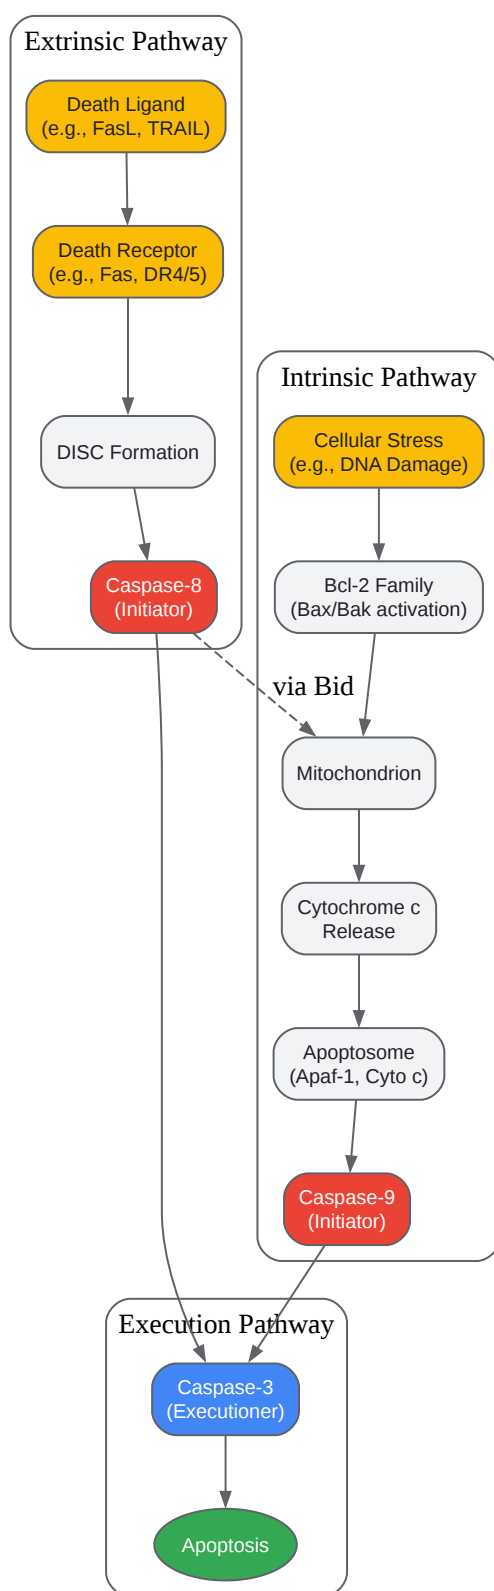 Extrinsic Pathway
Death Ligand
(e.g., FasL, TRAIL)
Death Receptor
(e.g., Fas, DR4/5)
DISC Formation
Caspase-8
(Initiator)
Intrinsic Pathway
Cellular Stress
(e.g., DNA Damage)
Bcl-2 Family
(Bax/Bak activation)
via Bid
Mitochondrion
Cytochrome c
Release
Apoptosome
(Apaf-1, Cyto c)
Caspase-9
(Initiator)
Execution Pathway
Caspase-3
(Executioner)
Apoptosis